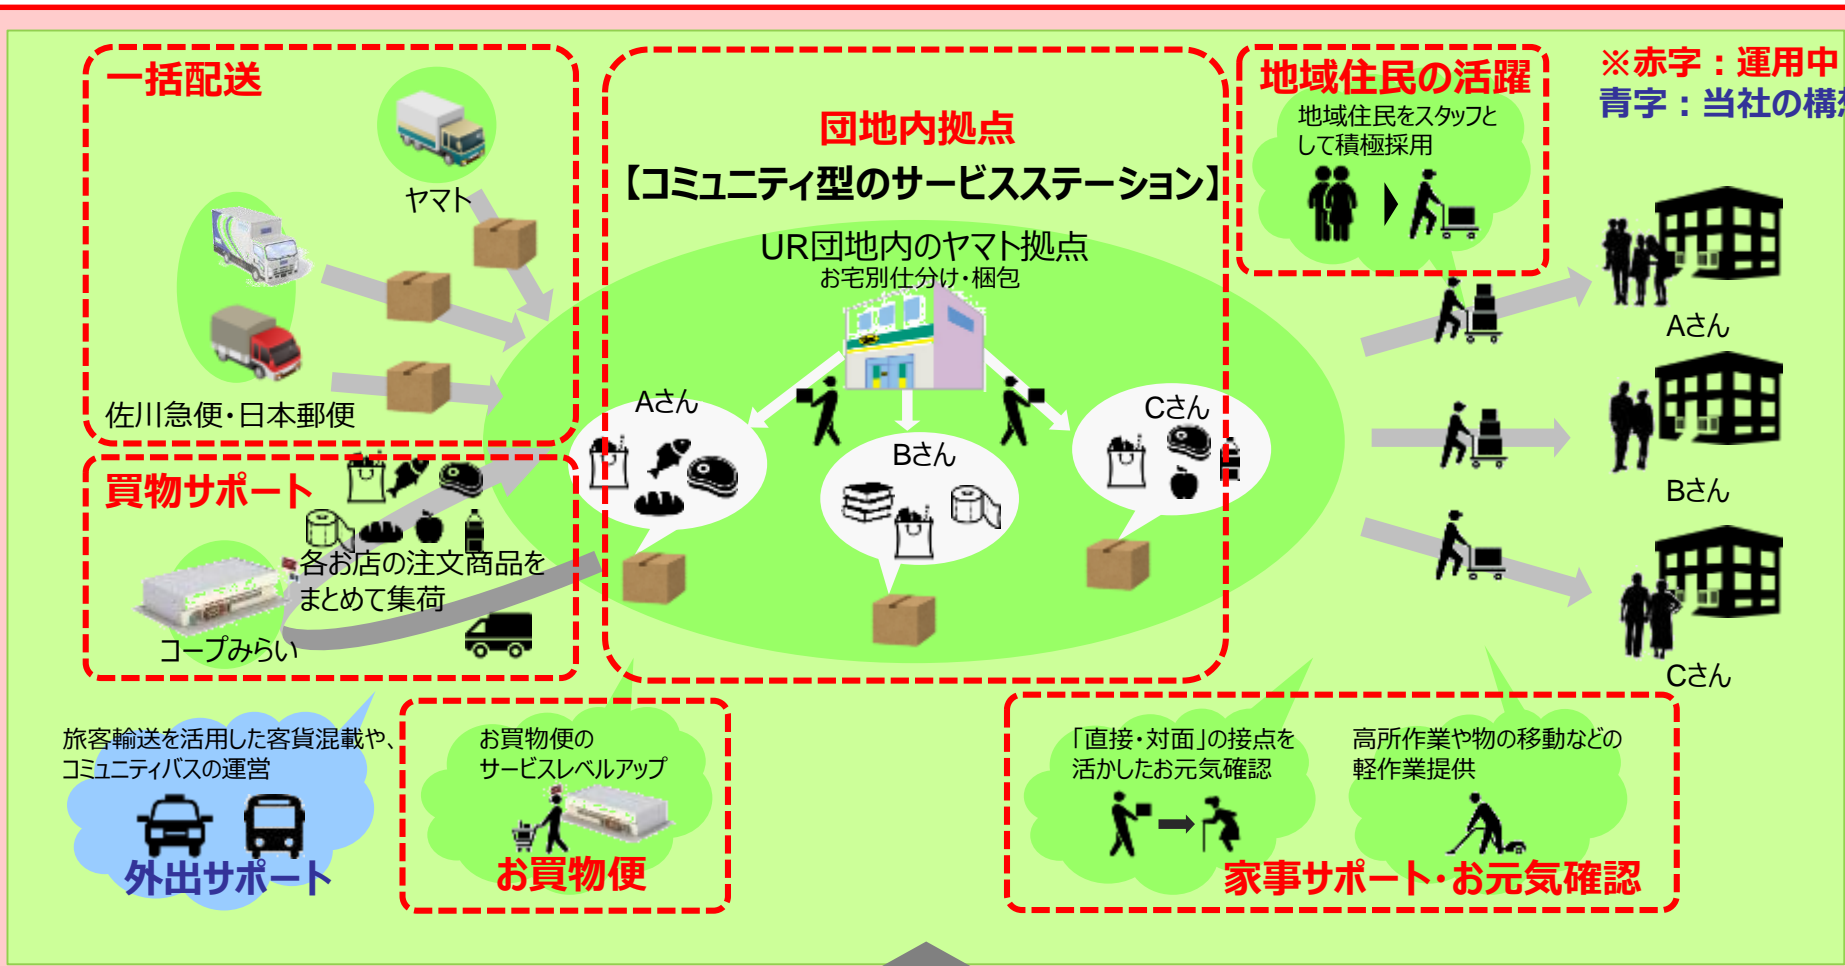 一括配送
ヤマト
佐川急便・日本郵便
買物サポート
各お店の注文商品を
まとめて集荷
コープみらい
団地内拠点
【コミュニティ型のサービスステーション】
UR団地内のヤマト拠点
お宅別仕分け・梱包
Aさん
Bさん
Cさん
地域住民の活躍
地域住民をスタッフと
して積極採用
※赤字：運用中
青字：当社の構想
Aさん
Bさん
Cさん
旅客輸送を活用した客貨混載や、
コミュニティバスの運営
外出サポート
お買物便の
サービスレベルアップ
お買物便
「直接・対面」の接点を
活かしたお元気確認
高所作業や物の移動などの
軽作業提供
家事サポート・お元気確認